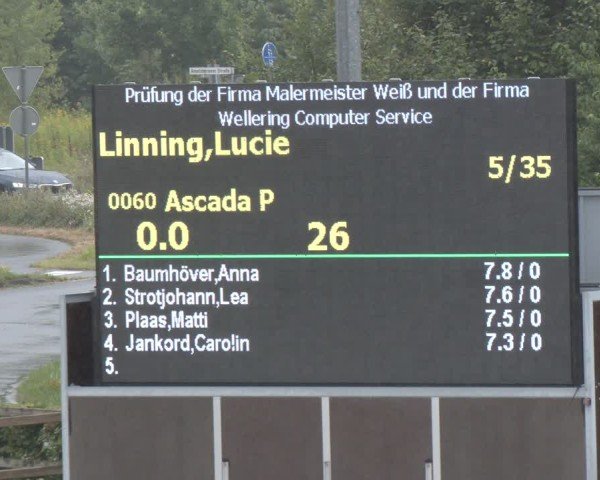 Prüfung der Firma Malermeister Weiß und der Firma
Wellering Computer Service
Linning,Lucie
5/35
0060 Ascada P
0.0 26
1. Baumhöver,Anna 7.8 / 0
2. Strotjohann,Lea 7.6 / 0
3. Plaas,Matti 7.5 / 0
4. Jankord,Carolin 7.3 / 0
5.